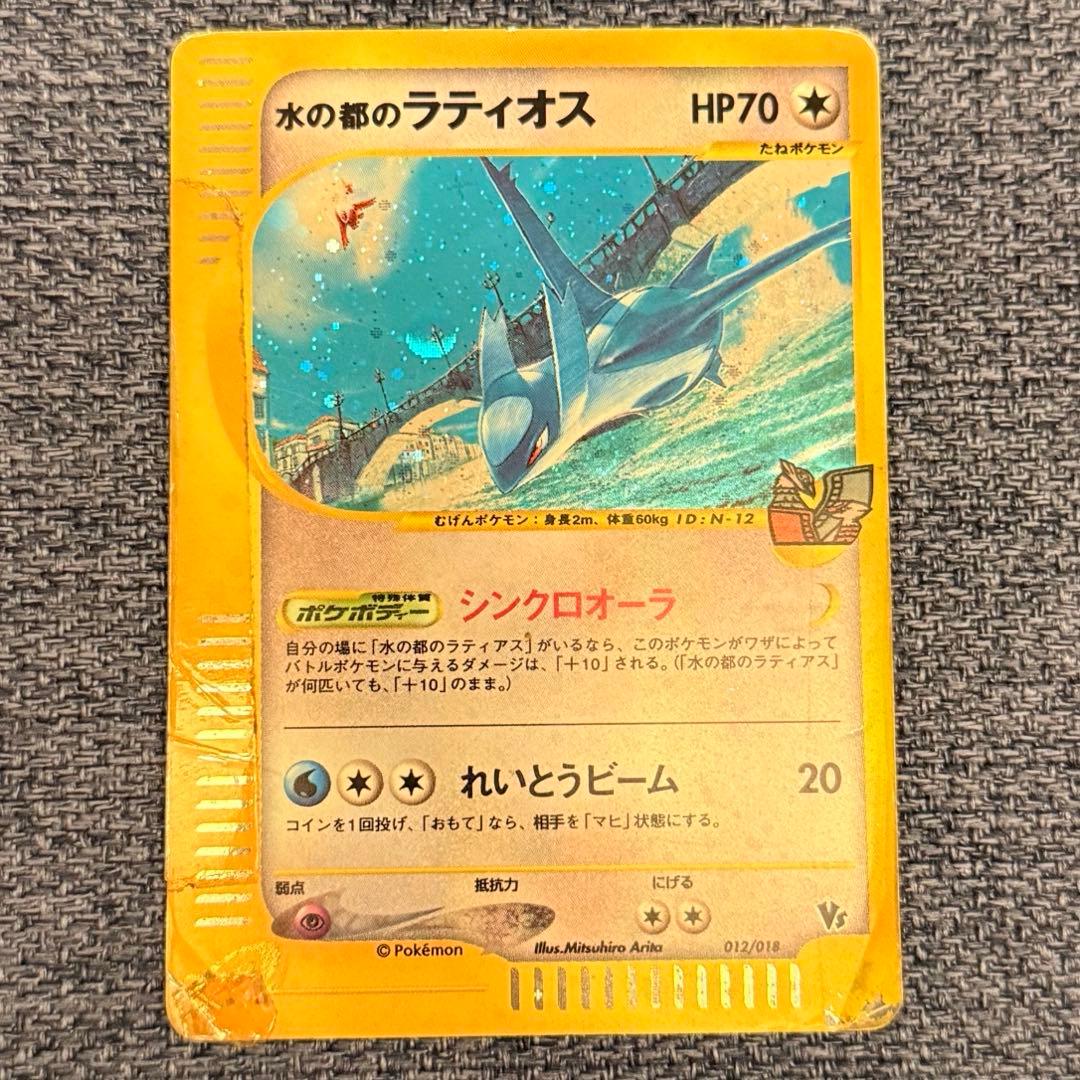 水の都のラティオス HP70
たねポケモン
むげんポケモン：身長2m、体重60kg ID:N-12
特殊体質
ポケボディー シンクロオーラ
自分の場に「水の都のラティアス」がいるなら、このポケモンがワザによって
バトルポケモンに与えるダメージは、「＋10」される。（「水の都のラティアス」
が何匹いても、「＋10」のまま。）
れいとうビーム 20
コインを1回投げ、「おもて」なら、相手を「マヒ」状態にする。
弱点 抵抗力 にげる
Vs
© Pokémon Illus.Mitsuhiro Arita 012/018